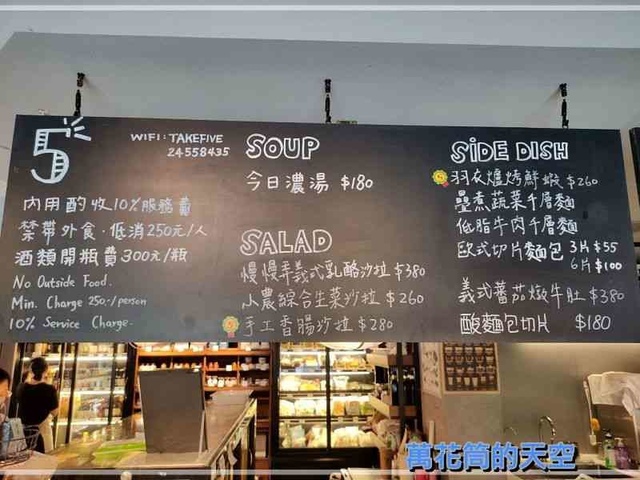 5
WIFI: TAKEFIVE
24558435
內用酌收10%服務費
禁帶外食·低消250元/人
酒類開瓶費300元/瓶
No Outside Food.
Min. Charge 250-/person
10% Service Charge.
SOUP
今日濃湯 $180
SALAD
慢慢弄義式乳酪沙拉 $380
小農綜合生菜沙拉 $260
手工香腸沙拉 $280
SIDE DISH
羽衣爐烤鮮蝦 $260
疊煮蔬菜千層麵
低脂牛肉千層麵
歐式切片麵包 3片 $55
6片 $100
義式蕃茄燉牛肚 $380
酸麵包切片 $180
萬花筒的天空